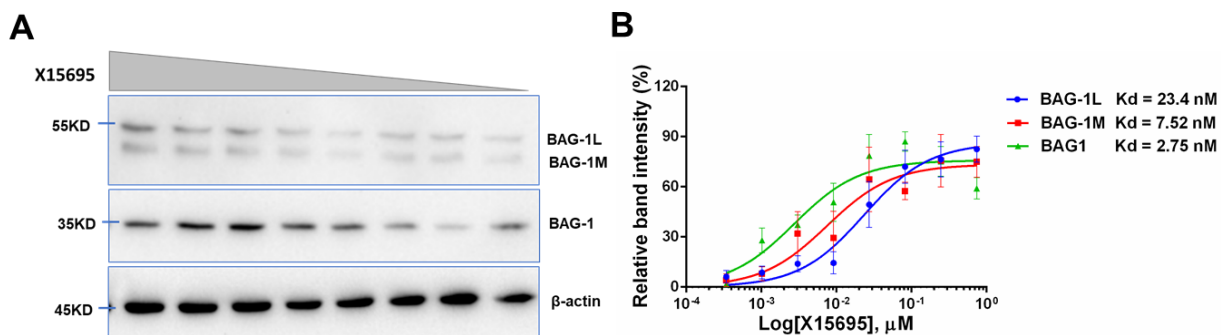 A
X15695
55KD
BAG-1L
BAG-1M
35KD
BAG-1
45KD
β-actin
B
Relative band intensity (%)
120
90
60
30
0
10-4
10-3
10-2
10-1
100
Log[X15695], μM
BAG-1L Kd = 23.4 nM
BAG-1M Kd = 7.52 nM
BAG1 Kd = 2.75 nM